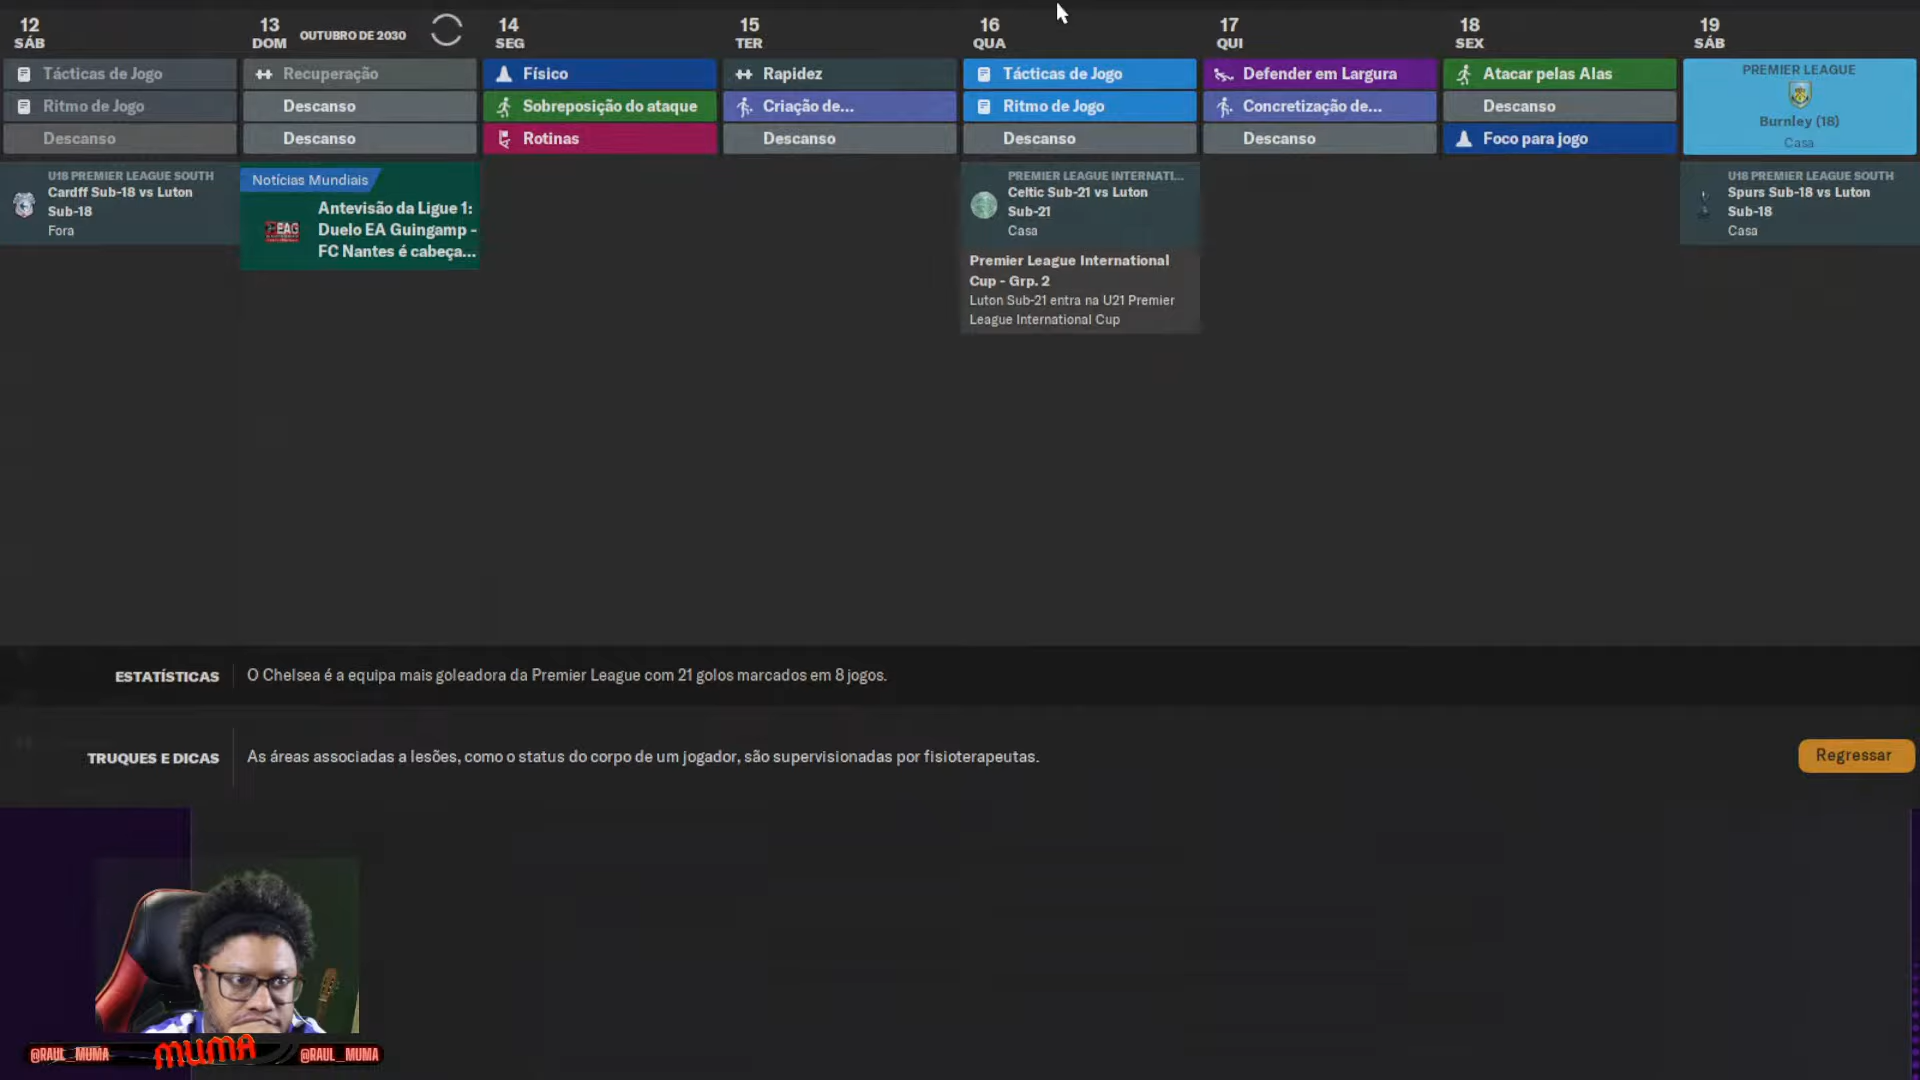 12
SÁB
13
DOM
OUTUBRO DE 2030
14
SEG
15
TER
16
QUA
17
QUI
18
SEX
19
SÁB
Tácticas de Jogo
Ritmo de Jogo
Descanso
U18 PREMIER LEAGUE SOUTH
Cardff Sub-18 vs Luton
Sub-18
Fora
Recuperação
Descanso
Descanso
Notícias Mundiais
EAG
Antevisão da Ligue 1:
Duelo EA Guingamp -
FC Nantes é cabeça...
Físico
Sobreposição do ataque
Rotinas
Rapidez
Criação de...
Descanso
Tácticas de Jogo
Ritmo de Jogo
Descanso
PREMIER LEAGUE INTERNATI...
Celtic Sub-21 vs Luton
Sub-21
Casa
Premier League International
Cup - Grp. 2
Luton Sub-21 entra na U21 Premier
League International Cup
Defender em Largura
Concretização de...
Descanso
Atacar pelas Alas
Descanso
Foco para jogo
PREMIER LEAGUE
Burnley (18)
Casa
U18 PREMIER LEAGUE SOUTH
Spurs Sub-18 vs Luton
Sub-18
Casa
ESTATÍSTICAS
O Chelsea é a equipa mais goleadora da Premier League com 21 golos marcados em 8 jogos.
TRUQUES E DICAS
As áreas associadas a lesões, como o status do corpo de um jogador, são supervisionadas por fisioterapeutas.
Regressar
@RAUL_MUMA
MUMA
@RAUL_MUMA